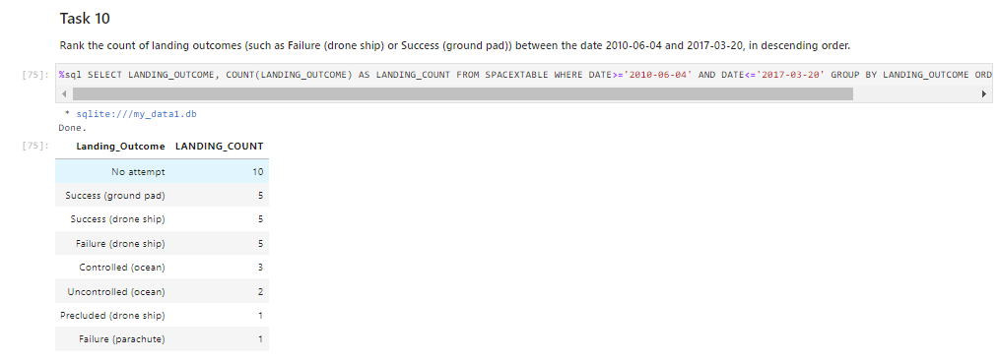 Task 10
Rank the count of landing outcomes (such as Failure (drone ship) or Success (ground pad)) between the date 2010-06-04 and 2017-03-20, in descending order.
[75]: %sql SELECT LANDING_OUTCOME, COUNT(LANDING_OUTCOME) AS LANDING_COUNT FROM SPACEXTABLE WHERE DATE>='2010-06-04' AND DATE<='2017-03-20' GROUP BY LANDING_OUTCOME ORD
* sqlite:///my_data1.db
Done.
[75]: Landing_Outcome LANDING_COUNT
No attempt 10
Success (ground pad) 5
Success (drone ship) 5
Failure (drone ship) 5
Controlled (ocean) 3
Uncontrolled (ocean) 2
Precluded (drone ship) 1
Failure (parachute) 1